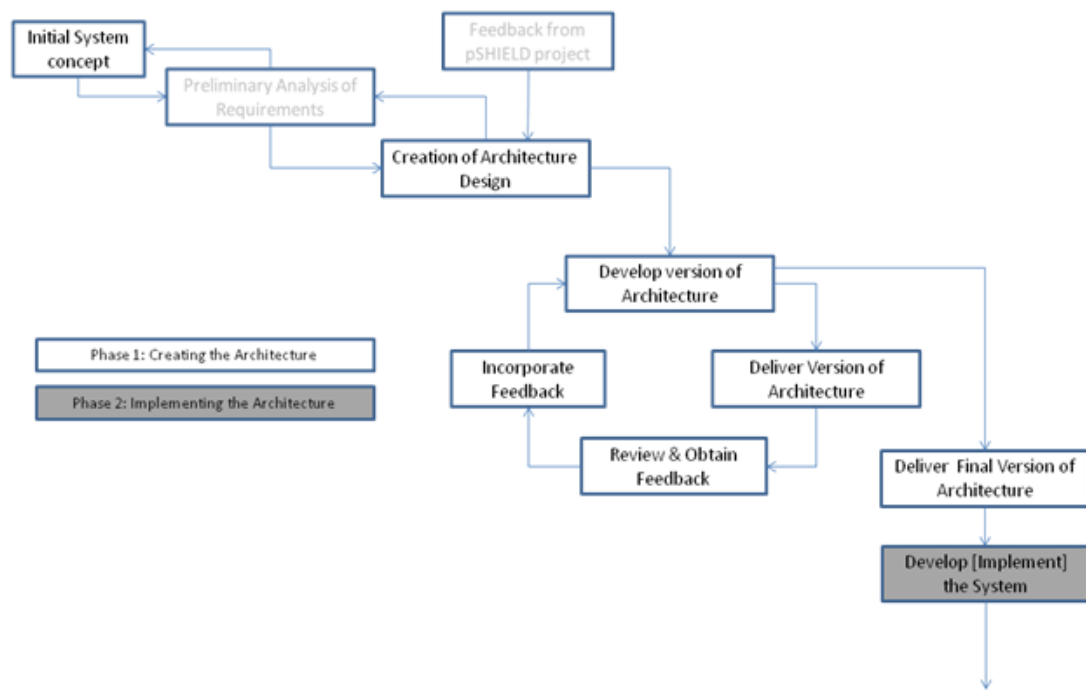 Initial System
concept
Feedback from
pSHIELD project
Preliminary Analysis of
Requirements
Creation of Architecture
Design
Develop version of
Architecture
Phase 1: Creating the Architecture
Phase 2: Implementing the Architecture
Incorporate
Feedback
Deliver Version of
Architecture
Review & Obtain
Feedback
Deliver Final Version of
Architecture
Develop [Implement]
the System